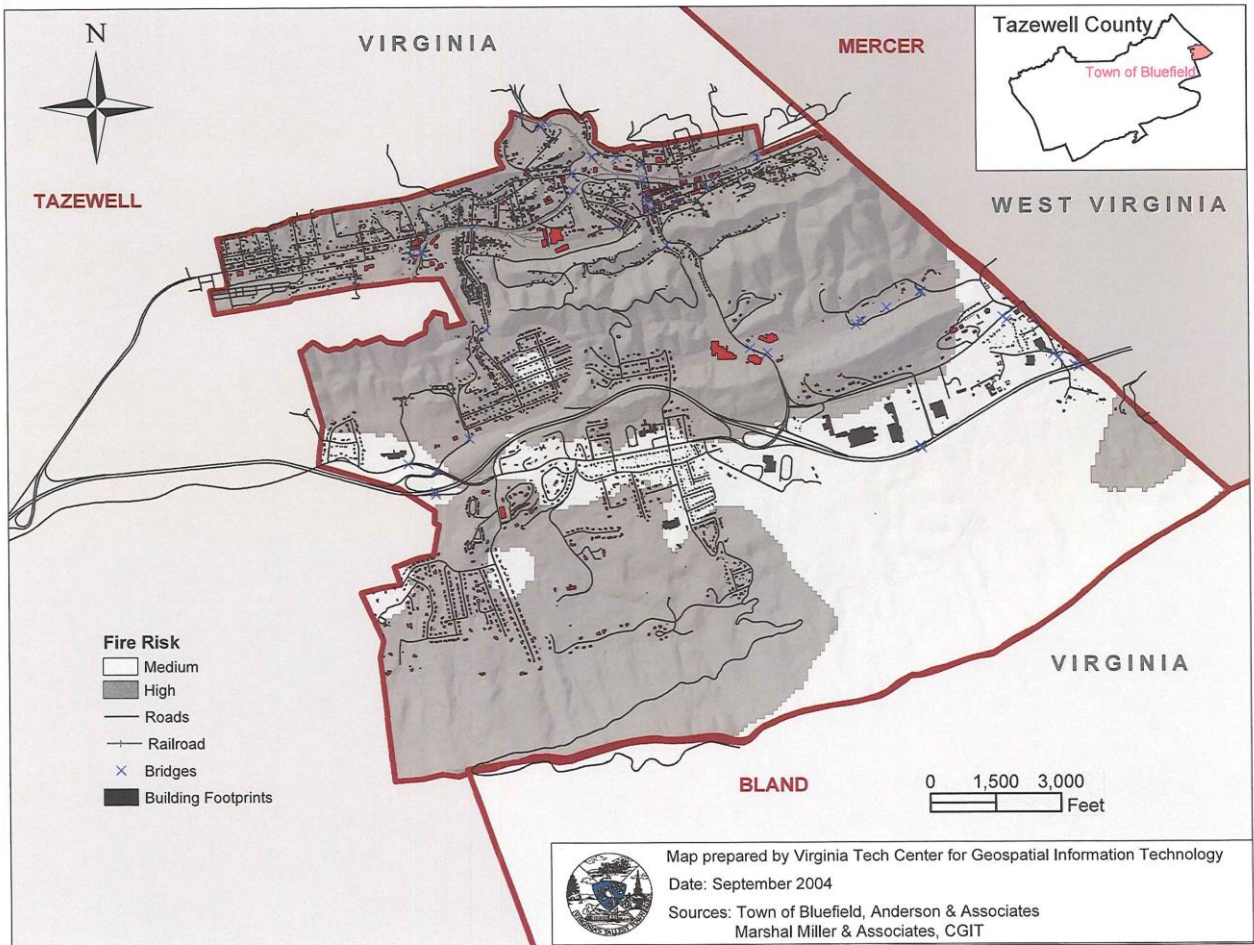 N
VIRGINIA
MERCER
Tazewell County
Town of Bluefield
TAZEWELL
WEST VIRGINIA
Fire Risk
Medium
High
Roads
Railroad
Bridges
Building Footprints
VIRGINIA
BLAND
0 1,500 3,000
Feet
Map prepared by Virginia Tech Center for Geospatial Information Technology
Date: September 2004
Sources: Town of Bluefield, Anderson & Associates
Marshal Miller & Associates, CGIT